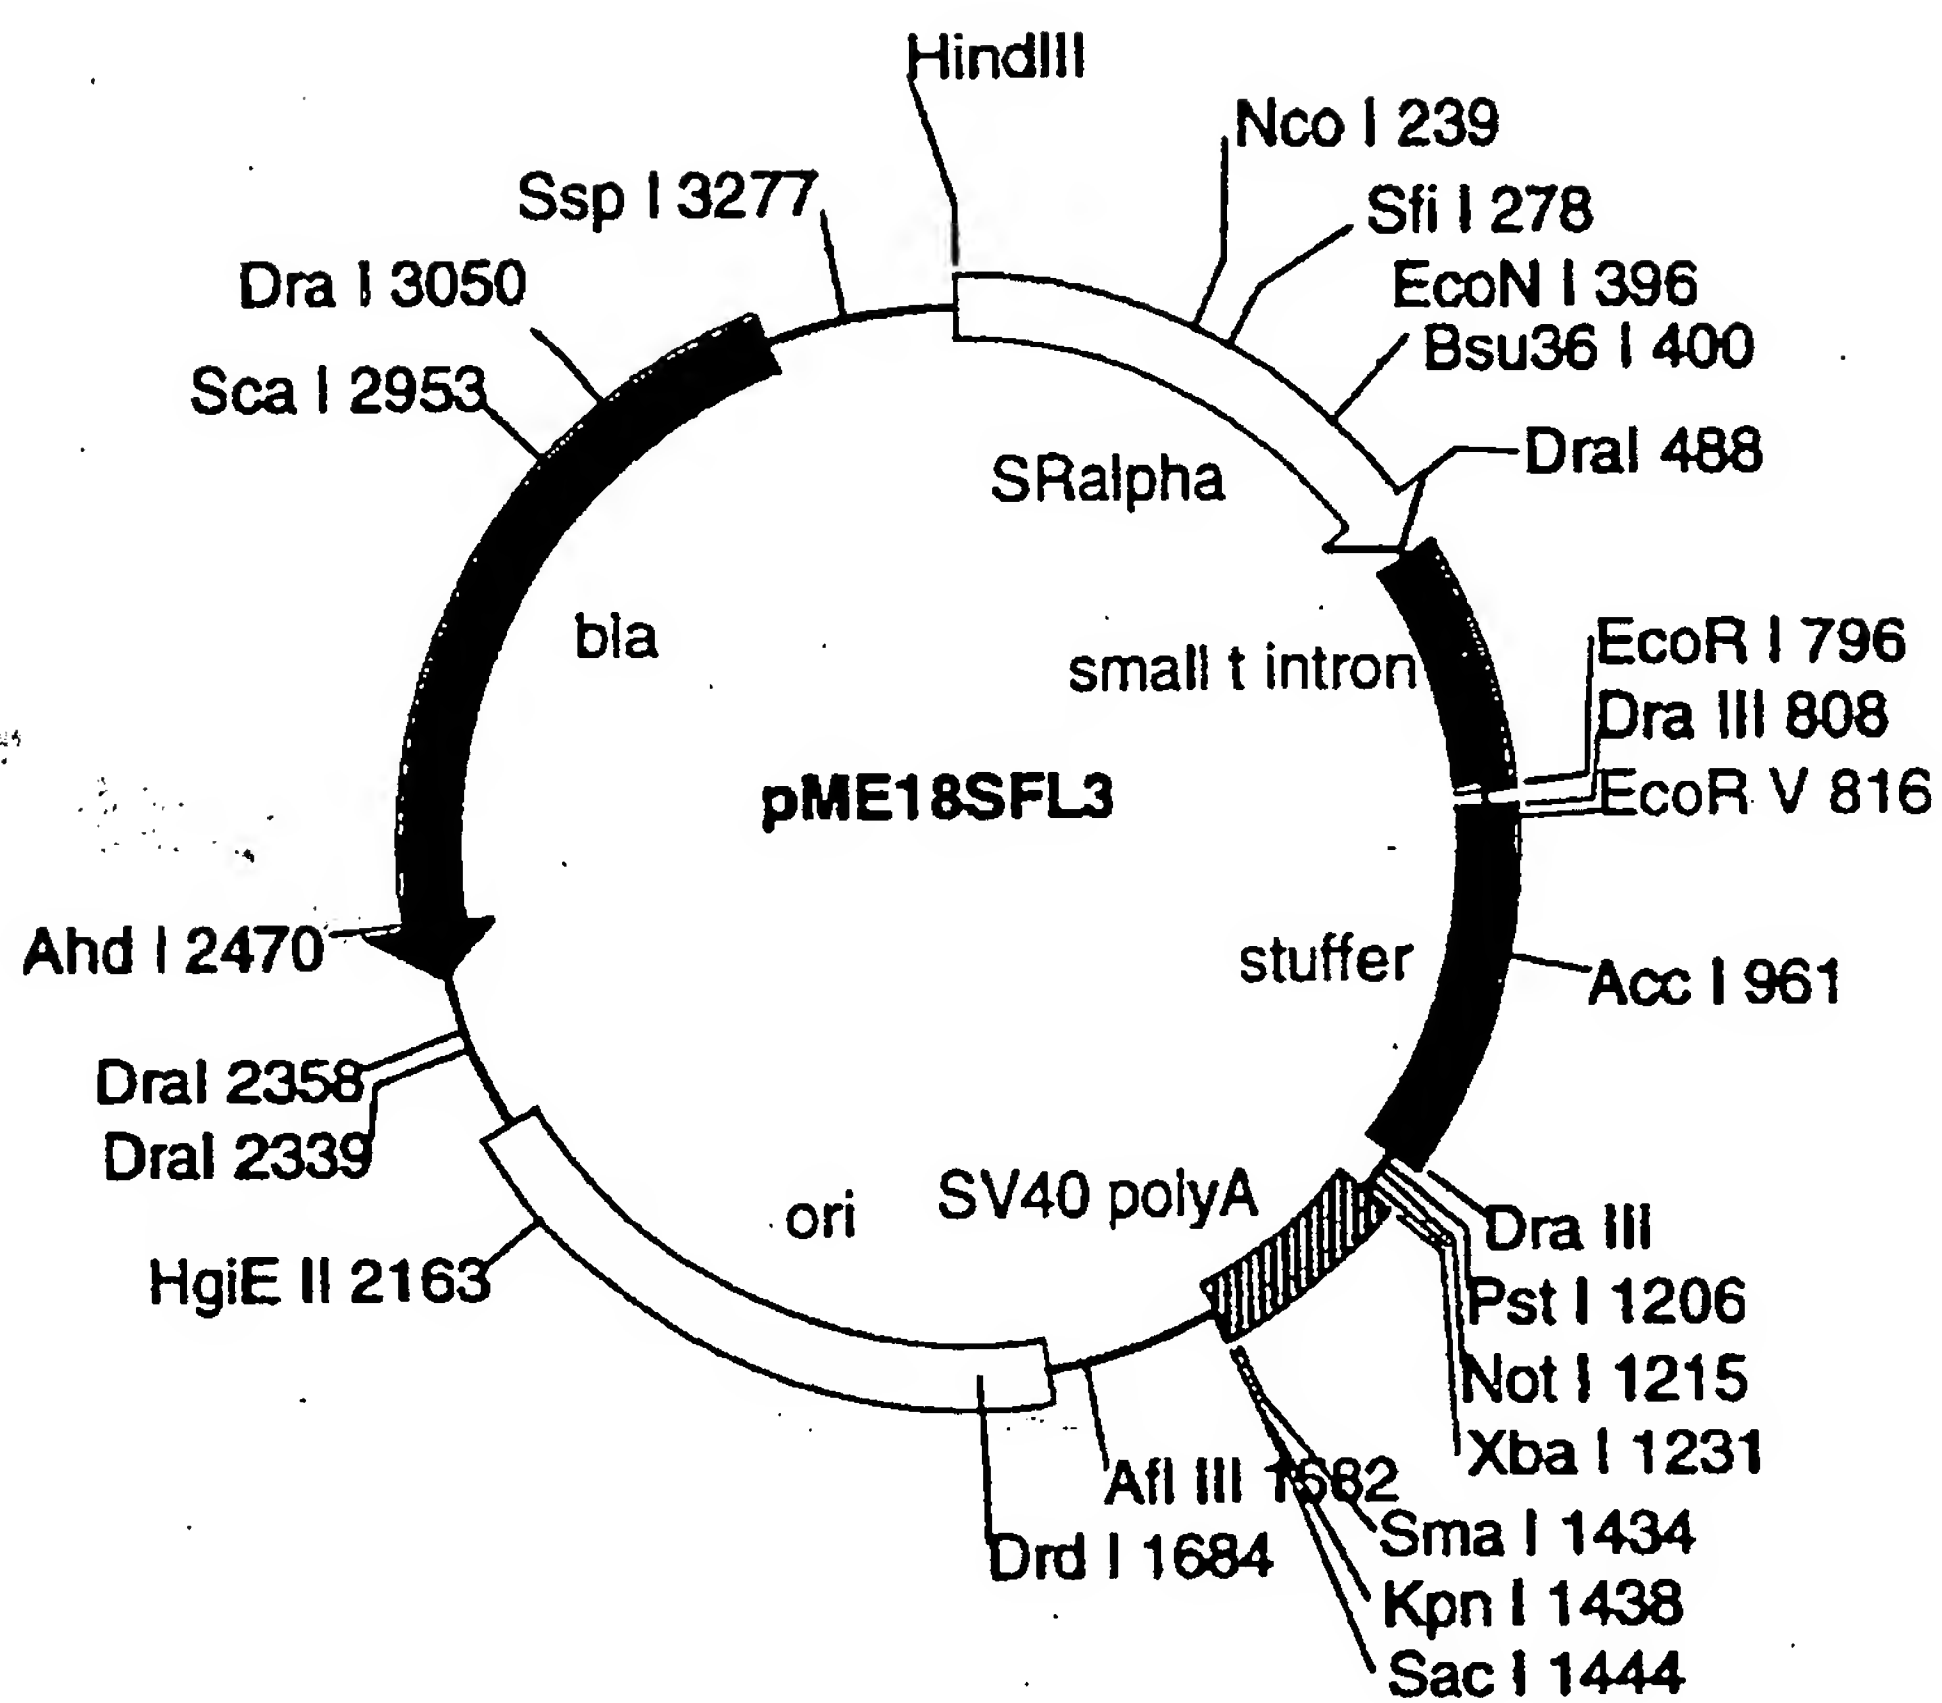 HindIII
Nco I 239
Ssp I 3277
Sfi I 278
Dra I 3050
EcoN I 396
Bsu36 I 400
Sca I 2953
DraI 488
SRalpha
bla
small t intron
EcoR I 796
Dra III 808
pME18SFL3
EcoR V 816
Ahd I 2470
stuffer
Acc I 961
DraI 2358
DraI 2339
SV40 polyA
ori
Dra III
HgiE II 2163
Pst I 1206
Not I 1215
Xba I 1231
Afl III
Sma I 1434
Drd I 1684
Kpn I 1438
Sac I 1444